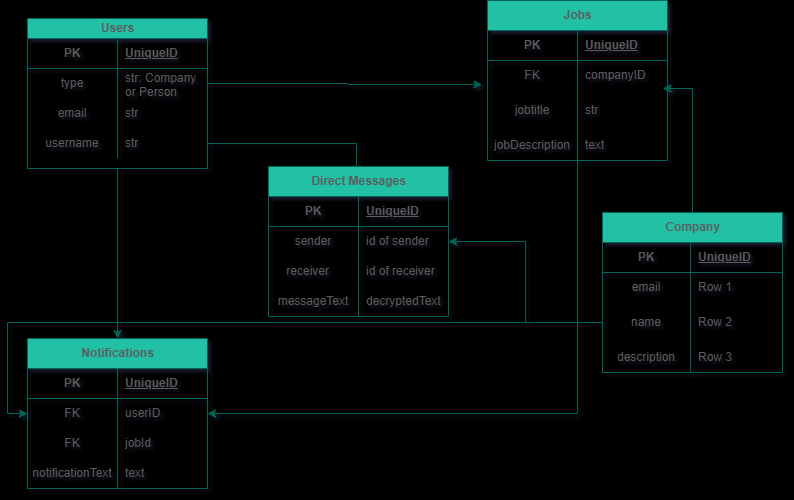 Users
PK UniqueID
type str: Company
or Person
email str
username str
Jobs
PK UniqueID
FK companyID
jobtitle str
jobDescription text
Direct Messages
PK UniqueID
sender id of sender
receiver id of receiver
messageText decryptedText
Company
PK UniqueID
email Row 1
name Row 2
description Row 3
Notifications
PK UniqueID
FK userID
FK jobId
notificationText text